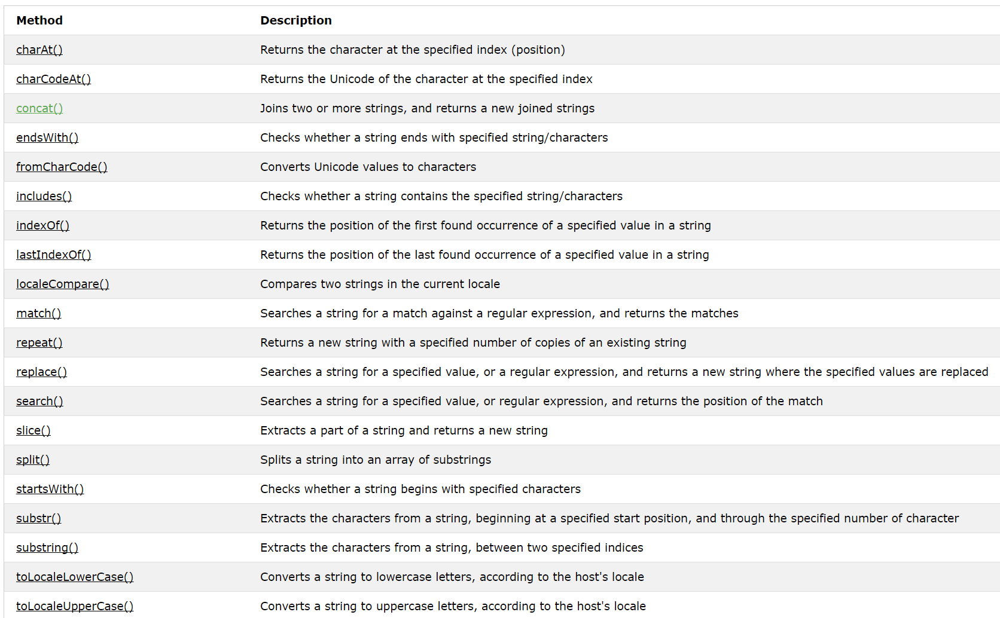 Method Description
charAt() Returns the character at the specified index (position)
charCodeAt() Returns the Unicode of the character at the specified index
concat() Joins two or more strings, and returns a new joined strings
endsWith() Checks whether a string ends with specified string/characters
fromCharCode() Converts Unicode values to characters
includes() Checks whether a string contains the specified string/characters
indexOf() Returns the position of the first found occurrence of a specified value in a string
lastIndexOf() Returns the position of the last found occurrence of a specified value in a string
localeCompare() Compares two strings in the current locale
match() Searches a string for a match against a regular expression, and returns the matches
repeat() Returns a new string with a specified number of copies of an existing string
replace() Searches a string for a specified value, or a regular expression, and returns a new string where the specified values are replaced
search() Searches a string for a specified value, or regular expression, and returns the position of the match
slice() Extracts a part of a string and returns a new string
split() Splits a string into an array of substrings
startsWith() Checks whether a string begins with specified characters
substr() Extracts the characters from a string, beginning at a specified start position, and through the specified number of character
substring() Extracts the characters from a string, between two specified indices
toLocaleLowerCase() Converts a string to lowercase letters, according to the host's locale
toLocaleUpperCase() Converts a string to uppercase letters, according to the host's locale